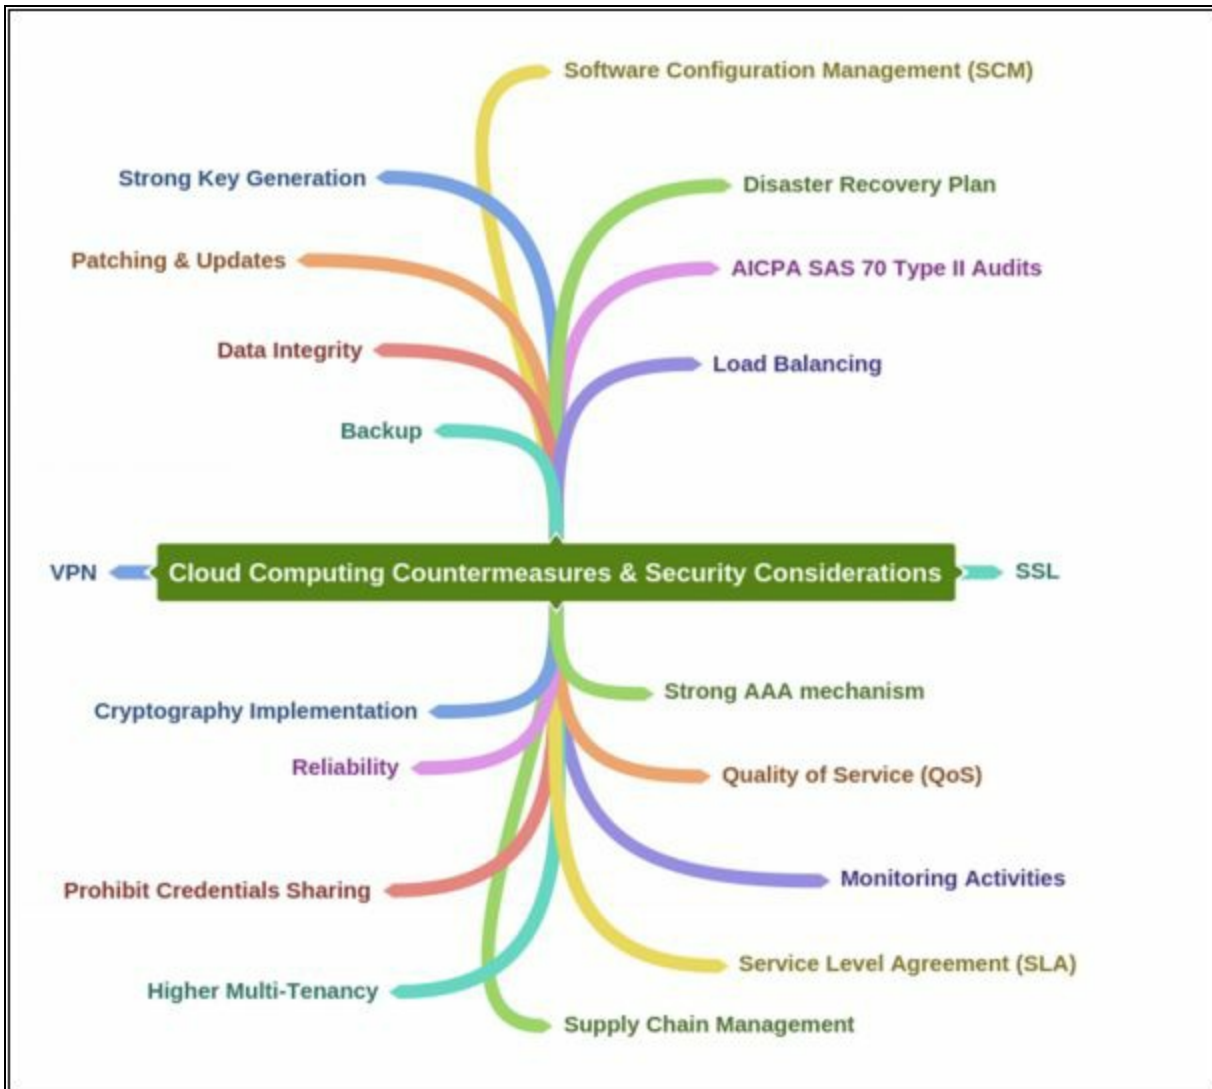 Software Configuration Management (SCM)
Strong Key Generation
Disaster Recovery Plan
Patching & Updates
AICPA SAS 70 Type II Audits
Data Integrity
Load Balancing
Backup
VPN
Cloud Computing Countermeasures & Security Considerations
SSL
Strong AAA mechanism
Cryptography Implementation
Reliability
Quality of Service (QoS)
Monitoring Activities
Prohibit Credentials Sharing
Service Level Agreement (SLA)
Higher Multi-Tenancy
Supply Chain Management